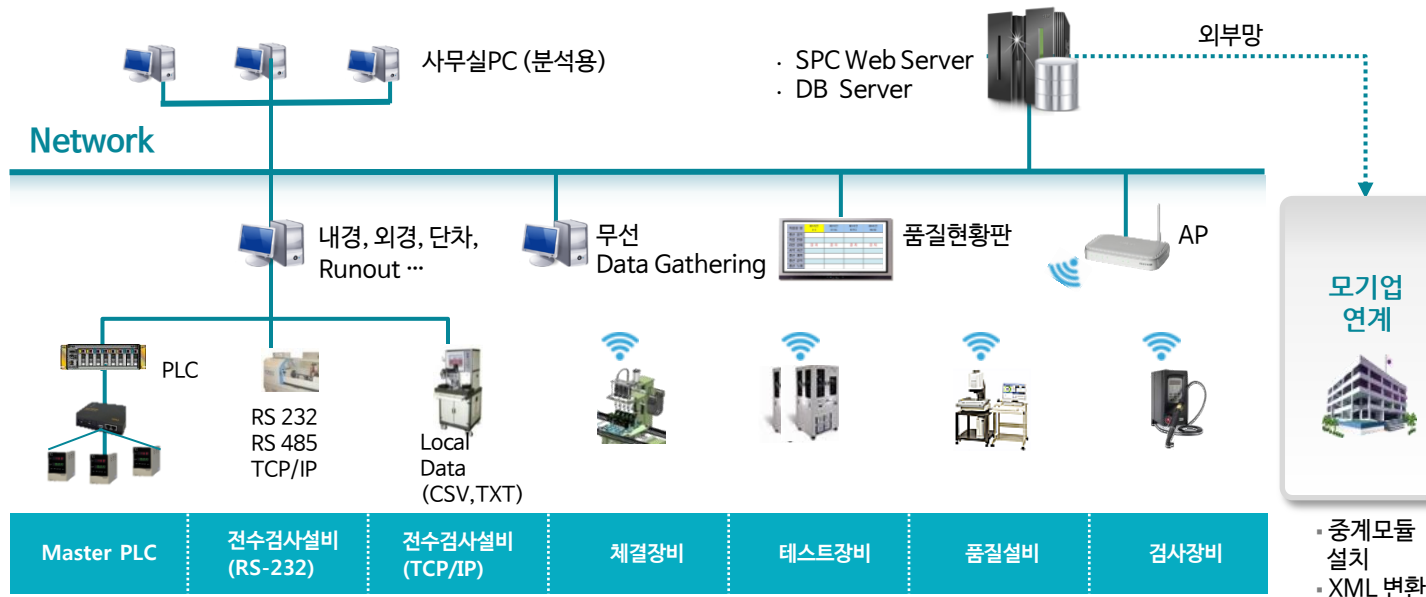 사무실PC (분석용)
· SPC Web Server
· DB Server
외부망
Network
내경, 외경, 단차,
Runout ···
무선
Data Gathering
품질현황판
AP
모기업
연계
PLC
RS 232
RS 485
TCP/IP
Local
Data
(CSV,TXT)
Master PLC
전수검사설비
(RS-232)
전수검사설비
(TCP/IP)
체결장비
테스트장비
품질설비
검사장비
▪ 중계모듈
설치
▪ XML 변환